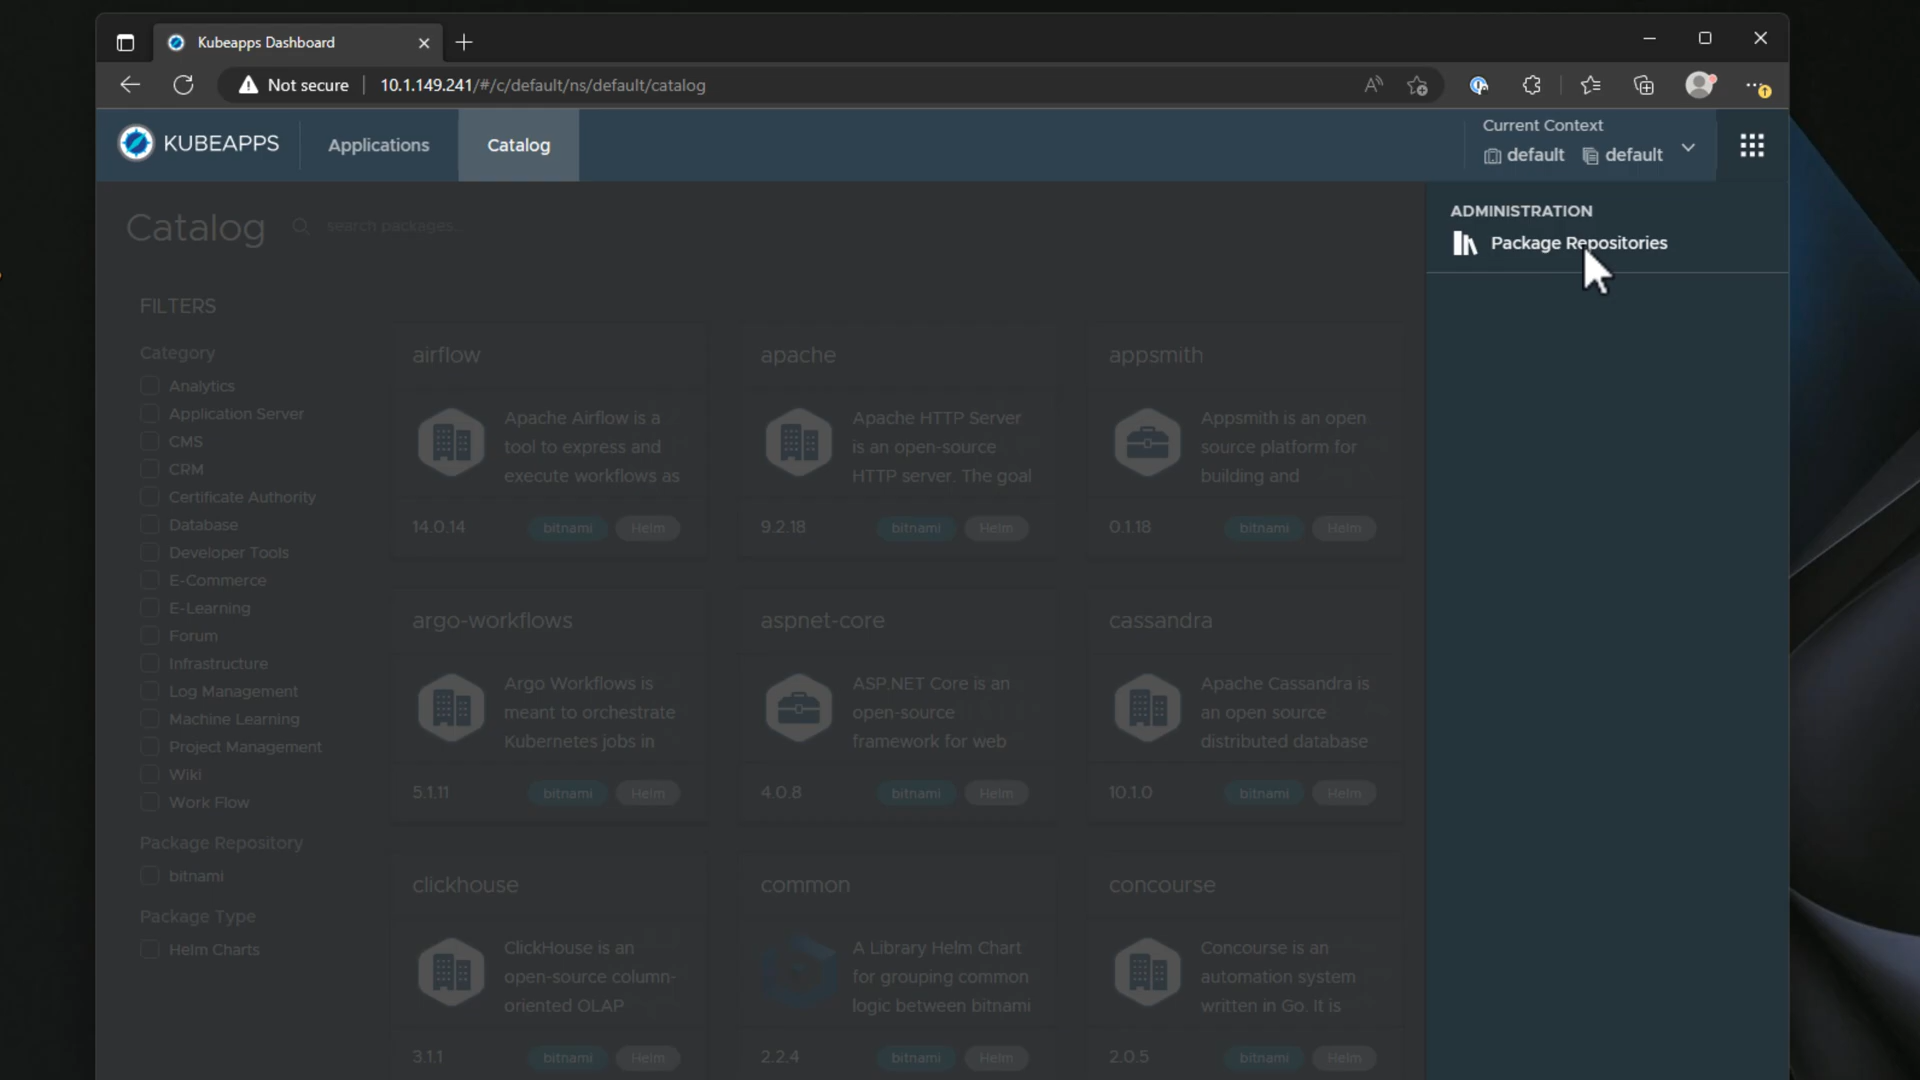 Kubeapps Dashboard
Not secure
10.1.149.241/#/c/default/ns/default/catalog
KUBEAPPS
Applications
Catalog
Current Context
default
default
ADMINISTRATION
Package Repositories
Catalog
search packages...
FILTERS
Category
Analytics
Application Server
CMS
CRM
Certificate Authority
Database
Developer Tools
E-Commerce
E-Learning
Forum
Infrastructure
Log Management
Machine Learning
Project Management
Wiki
Work Flow
Package Repository
bitnami
Package Type
Helm Charts
airflow
Apache Airflow is a
tool to express and
execute workflows as
14.0.14
bitnami
Helm
apache
Apache HTTP Server
is an open-source
HTTP server. The goal
9.2.18
bitnami
Helm
appsmith
Appsmith is an open
source platform for
building and
0.1.18
bitnami
Helm
argo-workflows
Argo Workflows is
meant to orchestrate
Kubernetes jobs in
5.1.11
bitnami
Helm
aspnet-core
ASP.NET Core is an
open-source
framework for web
4.0.8
bitnami
Helm
cassandra
Apache Cassandra is
an open source
distributed database
10.1.0
bitnami
Helm
clickhouse
ClickHouse is an
open-source column-
oriented OLAP
3.1.1
bitnami
Helm
common
A Library Helm Chart
for grouping common
logic between bitnami
2.2.4
bitnami
Helm
concourse
Concourse is an
automation system
written in Go. It is
2.0.5
bitnami
Helm